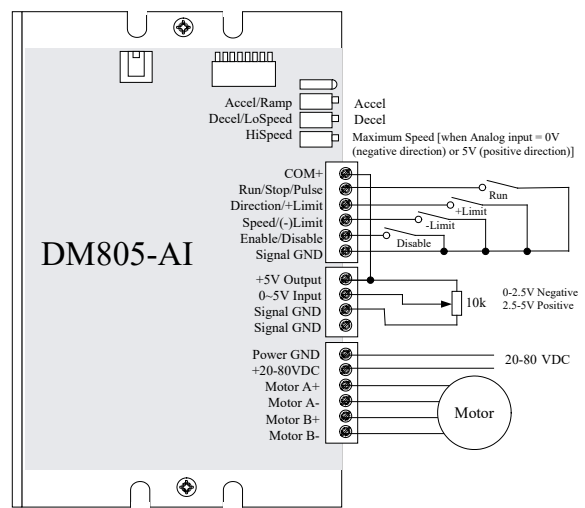 Accel/Ramp Accel
Decel/LoSpeed Decel
HiSpeed Maximum Speed [when Analog input = 0V
(negative direction) or 5V (positive direction)]
COM+
Run/Stop/Pulse Run
Direction/+Limit +Limit
Speed/(-)Limit -Limit
Enable/Disable Disable
Signal GND
DM805-AI
+5V Output
0~5V Input 10k 0-2.5V Negative
2.5-5V Positive
Signal GND
Signal GND
Power GND 20-80 VDC
+20-80VDC
Motor A+
Motor A-
Motor B+
Motor B-
Motor